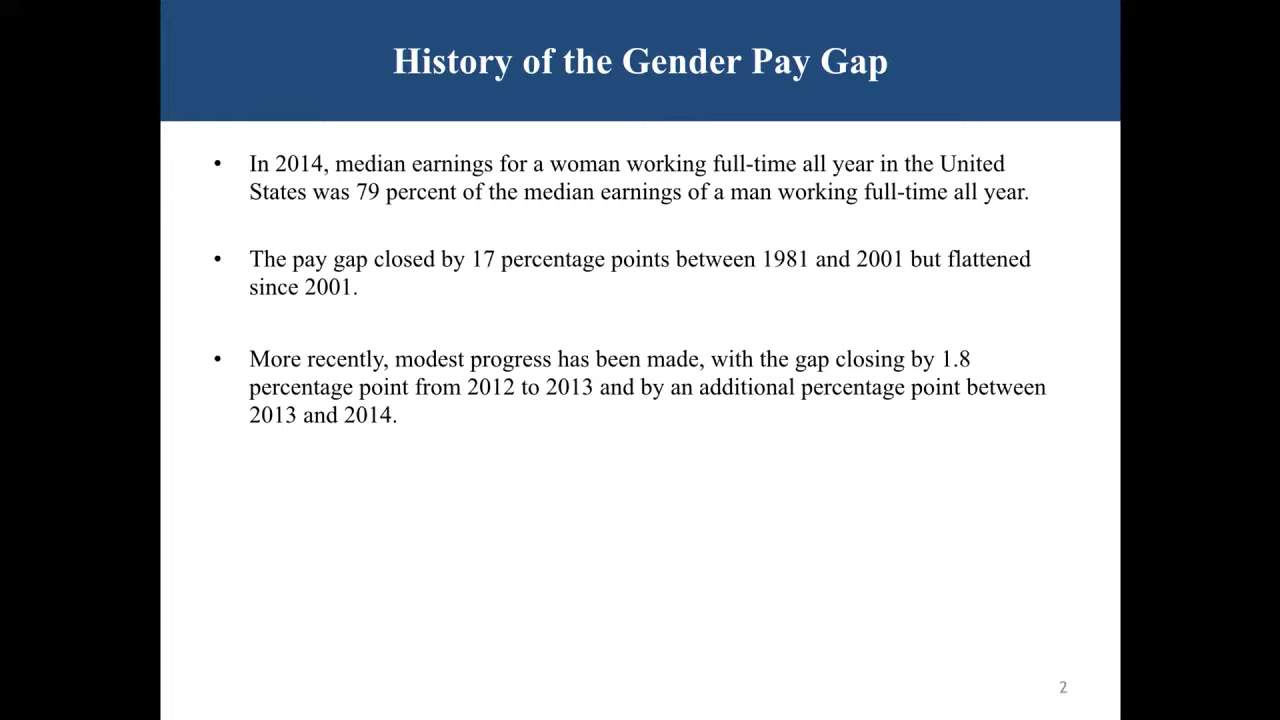 History of the Gender Pay Gap
• In 2014, median earnings for a woman working full-time all year in the United
States was 79 percent of the median earnings of a man working full-time all year.
• The pay gap closed by 17 percentage points between 1981 and 2001 but flattened
since 2001.
• More recently, modest progress has been made, with the gap closing by 1.8
percentage point from 2012 to 2013 and by an additional percentage point between
2013 and 2014.
2